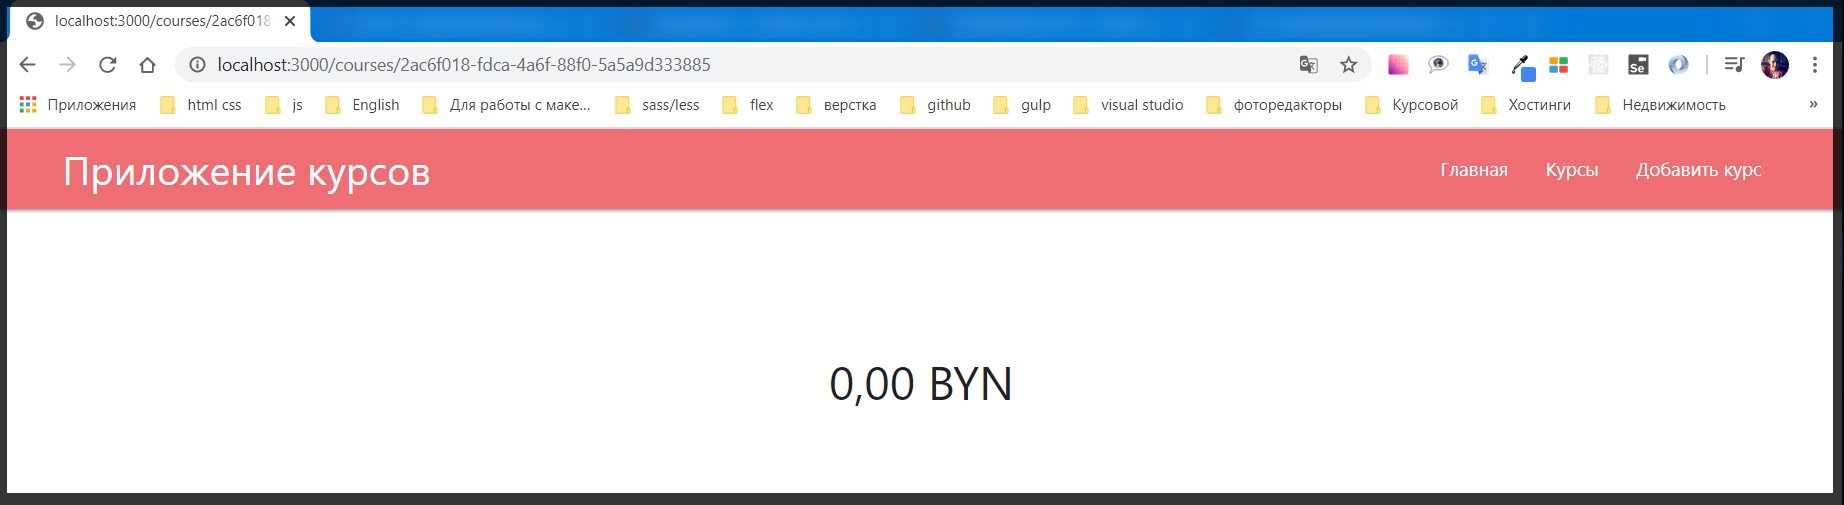 localhost:3000/courses/2ac6f018
localhost:3000/courses/2ac6f018-fdca-4a6f-88f0-5a5a9d333885
Se
Приложения html css js English Для работы с маке... sass/less flex верстка github gulp visual studio фоторедакторы Курсовой Хостинги Недвижимость »
Приложение курсов Главная Курсы Добавить курс
0,00 BYN